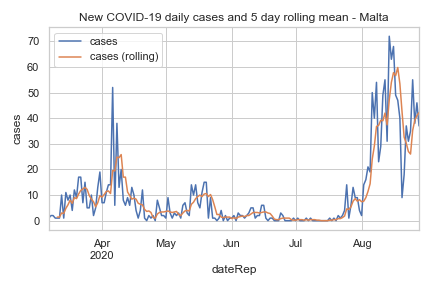 New COVID-19 daily cases and 5 day rolling mean - Malta
cases
cases (rolling)
cases
70
60
50
40
30
20
10
0
Apr
2020
May
Jun
Jul
Aug
dateRep